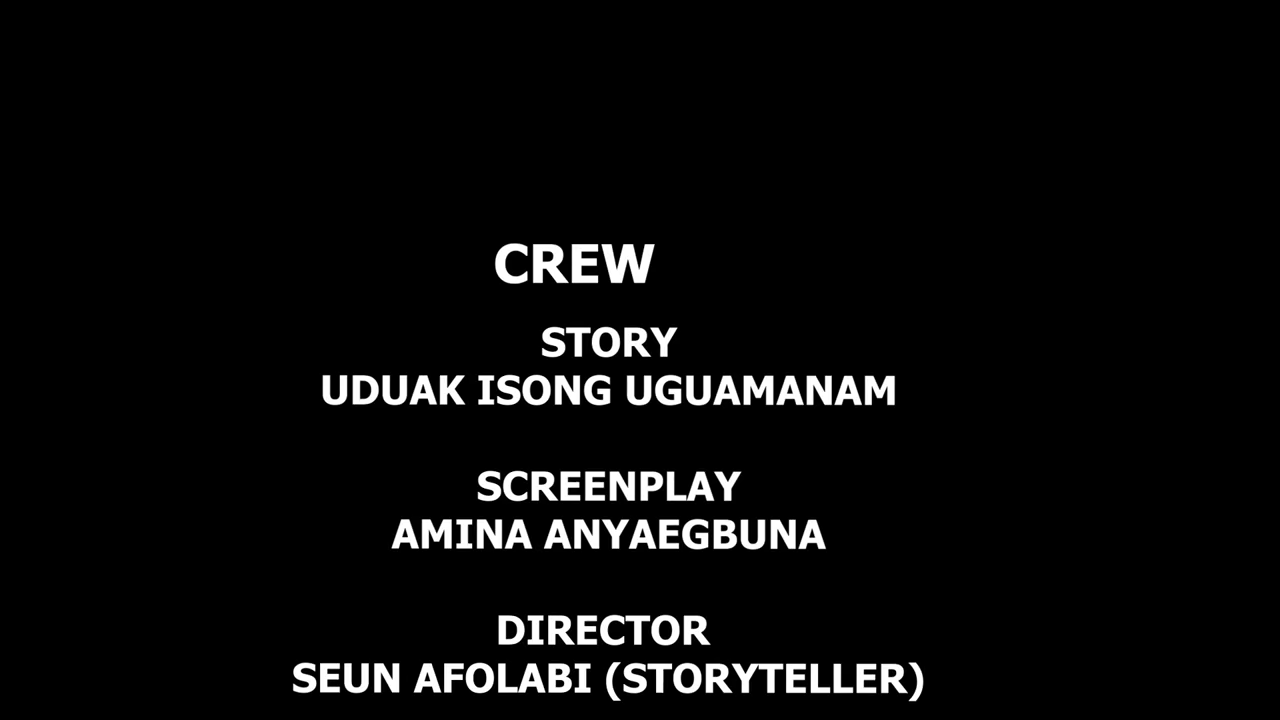 CREW
STORY
UDUAK ISONG UGUAMANAM
SCREENPLAY
AMINA ANYAEGBUNA
DIRECTOR
SEUN AFOLABI (STORYTELLER)